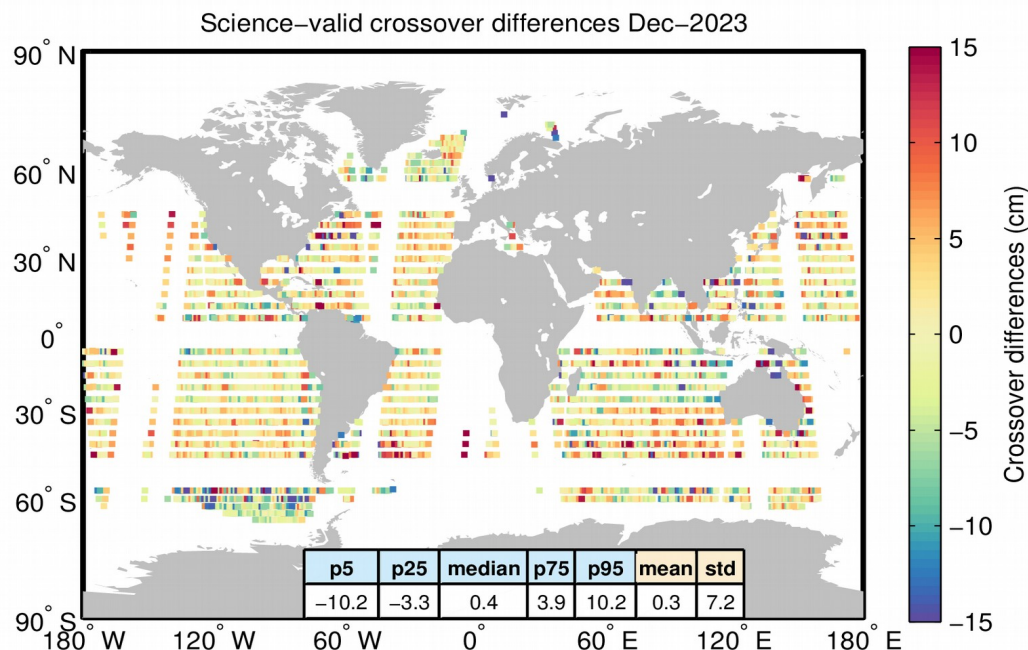 Science−valid crossover differences Dec−2023
90° N
60° N
30° N
0°
30° S
60° S
90° S
180° W
120° W
60° W
0°
60° E
120° E
180° E
p5 p25 median p75 p95 mean std
−10.2 −3.3 0.4 3.9 10.2 0.3 7.2
15
10
5
0
−5
−10
−15
Crossover differences (cm)